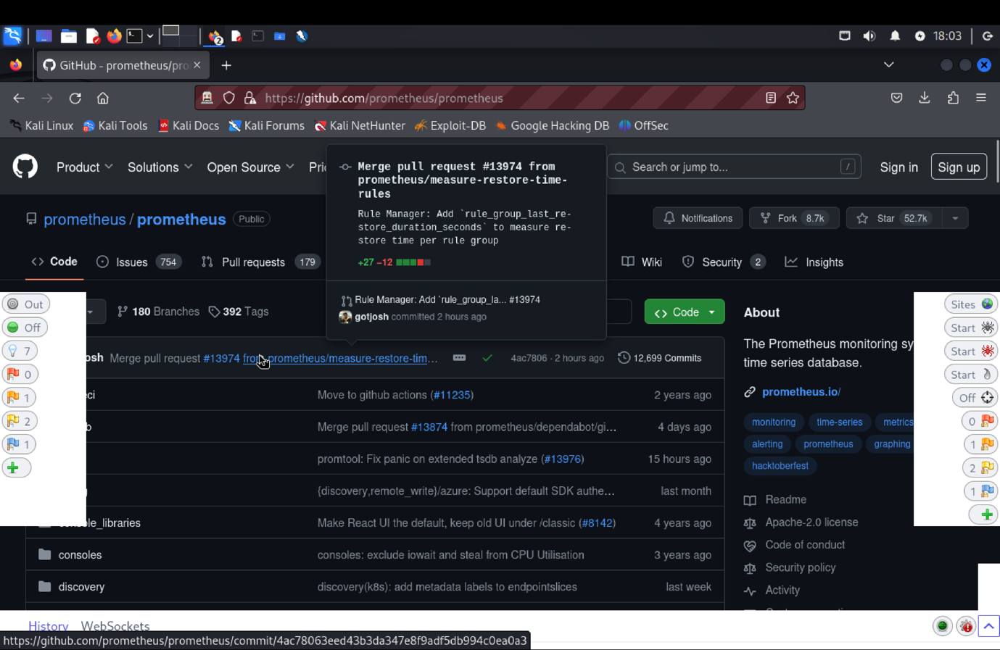 2
18:03
GitHub - prometheus/pro
https://github.com/prometheus/prometheus
Kali Linux
Kali Tools
Kali Docs
Kali Forums
Kali NetHunter
Exploit-DB
Google Hacking DB
OffSec
Product
Solutions
Open Source
Search or jump to...
/
Sign in
Sign up
Merge pull request #13974 from
prometheus/measure-restore-time-
rules
Rule Manager: Add `rule_group_last_re-
store_duration_seconds` to measure re-
store time per rule group
+27 −12
Rule Manager: Add `rule_group_la... #13974
gotjosh committed 2 hours ago
prometheus / prometheus
Public
Notifications
Fork 8.7k
Star 52.7k
Code
Issues 754
Pull requests 179
Wiki
Security 2
Insights
Out
Off
7
0
1
2
1
180 Branches
392 Tags
Code
osh Merge pull request #13974 from prometheus/measure-restore-tim…
4ac7806 · 2 hours ago
12,699 Commits
ci Move to github actions (#11235) 2 years ago
b Merge pull request #13874 from prometheus/dependabot/gi… 4 days ago
promtool: Fix panic on extended tsdb analyze (#13976) 15 hours ago
{discovery,remote_write}/azure: Support default SDK authe… last month
console_libraries Make React UI the default, keep old UI under /classic (#8142) 4 years ago
consoles consoles: exclude iowait and steal from CPU Utilisation 3 years ago
discovery discovery(k8s): add metadata labels to endpointslices last week
About
The Prometheus monitoring sy
time series database.
prometheus.io/
monitoring time-series metrics
alerting prometheus graphing
hacktoberfest
Readme
Apache-2.0 license
Code of conduct
Security policy
Activity
Sites
Start
Start
Start
Off
0
1
2
1
History WebSockets
https://github.com/prometheus/prometheus/commit/4ac78063eed43b3da347e8f9adf5db994c0ea0a3